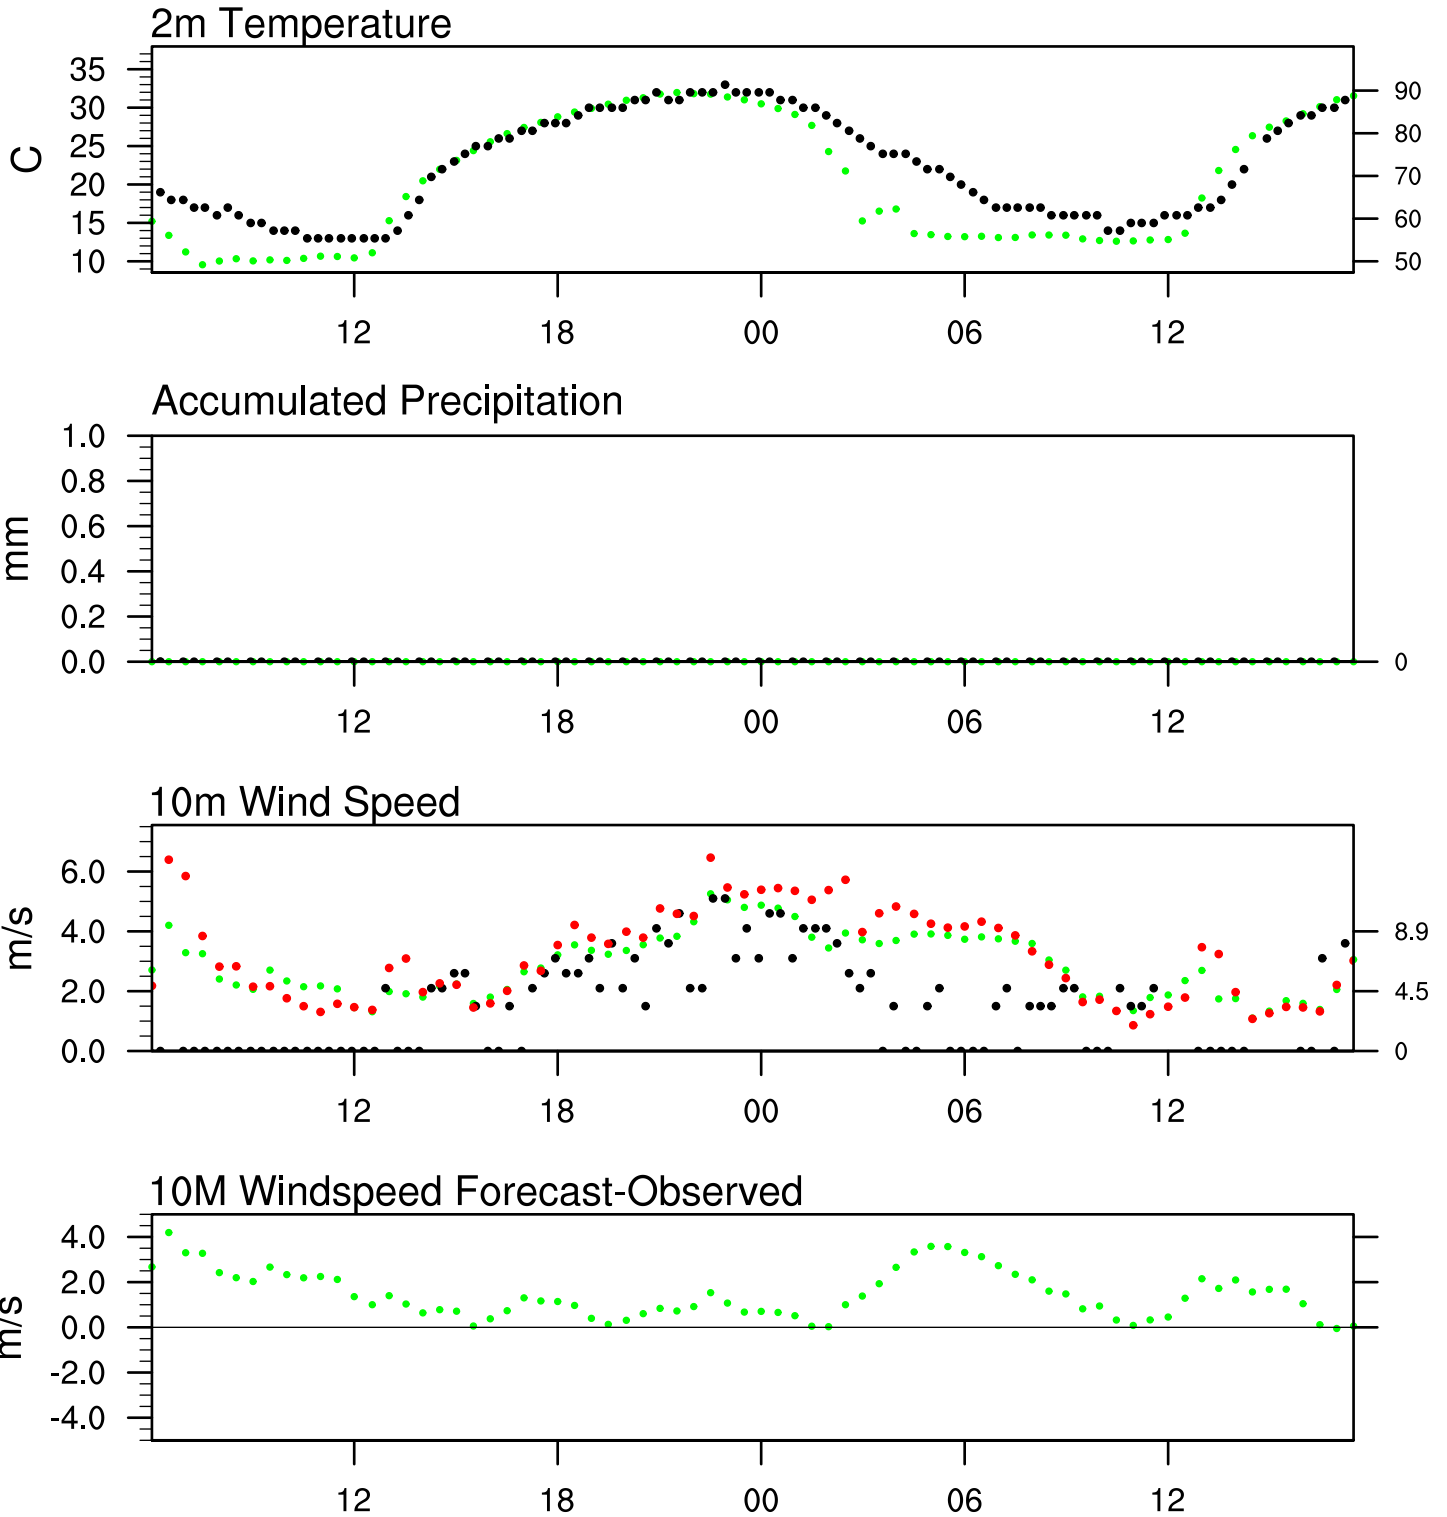 2m Temperature
35
30
25
20
15
10
C
90
80
70
60
50
12 18 00 06 12
Accumulated Precipitation
1.0
0.8
0.6
0.4
0.2
0.0
mm
0
12 18 00 06 12
10m Wind Speed
6.0
4.0
2.0
0.0
m/s
8.9
4.5
0
12 18 00 06 12
10M Windspeed Forecast-Observed
4.0
2.0
0.0
-2.0
-4.0
m/s
12 18 00 06 12